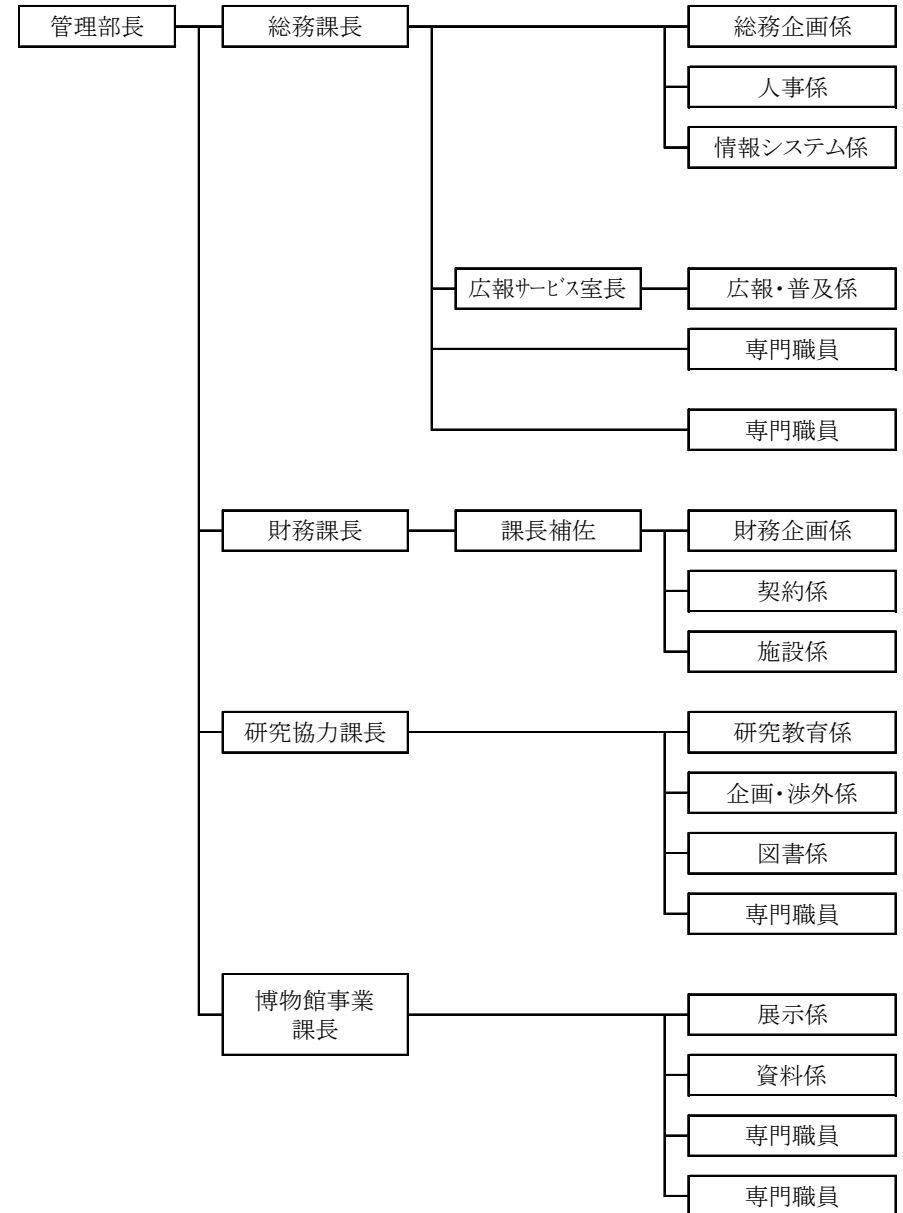 管理部長
総務課長
総務企画係
人事係
情報システム係
広報ｻｰﾋﾞｽ室長
広報・普及係
専門職員
専門職員
財務課長
課長補佐
財務企画係
契約係
施設係
研究協力課長
研究教育係
企画・渉外係
図書係
専門職員
博物館事業
課長
展示係
資料係
専門職員
専門職員